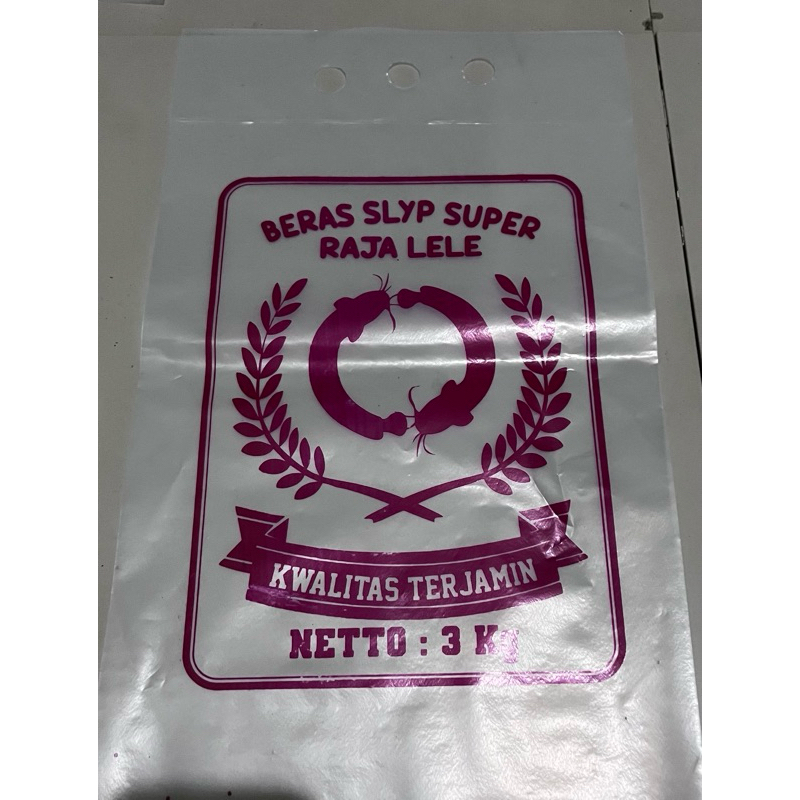 BERAS SLYP SUPER
RAJA LELE
KWALITAS TERJAMIN
NETTO : 3 Kg